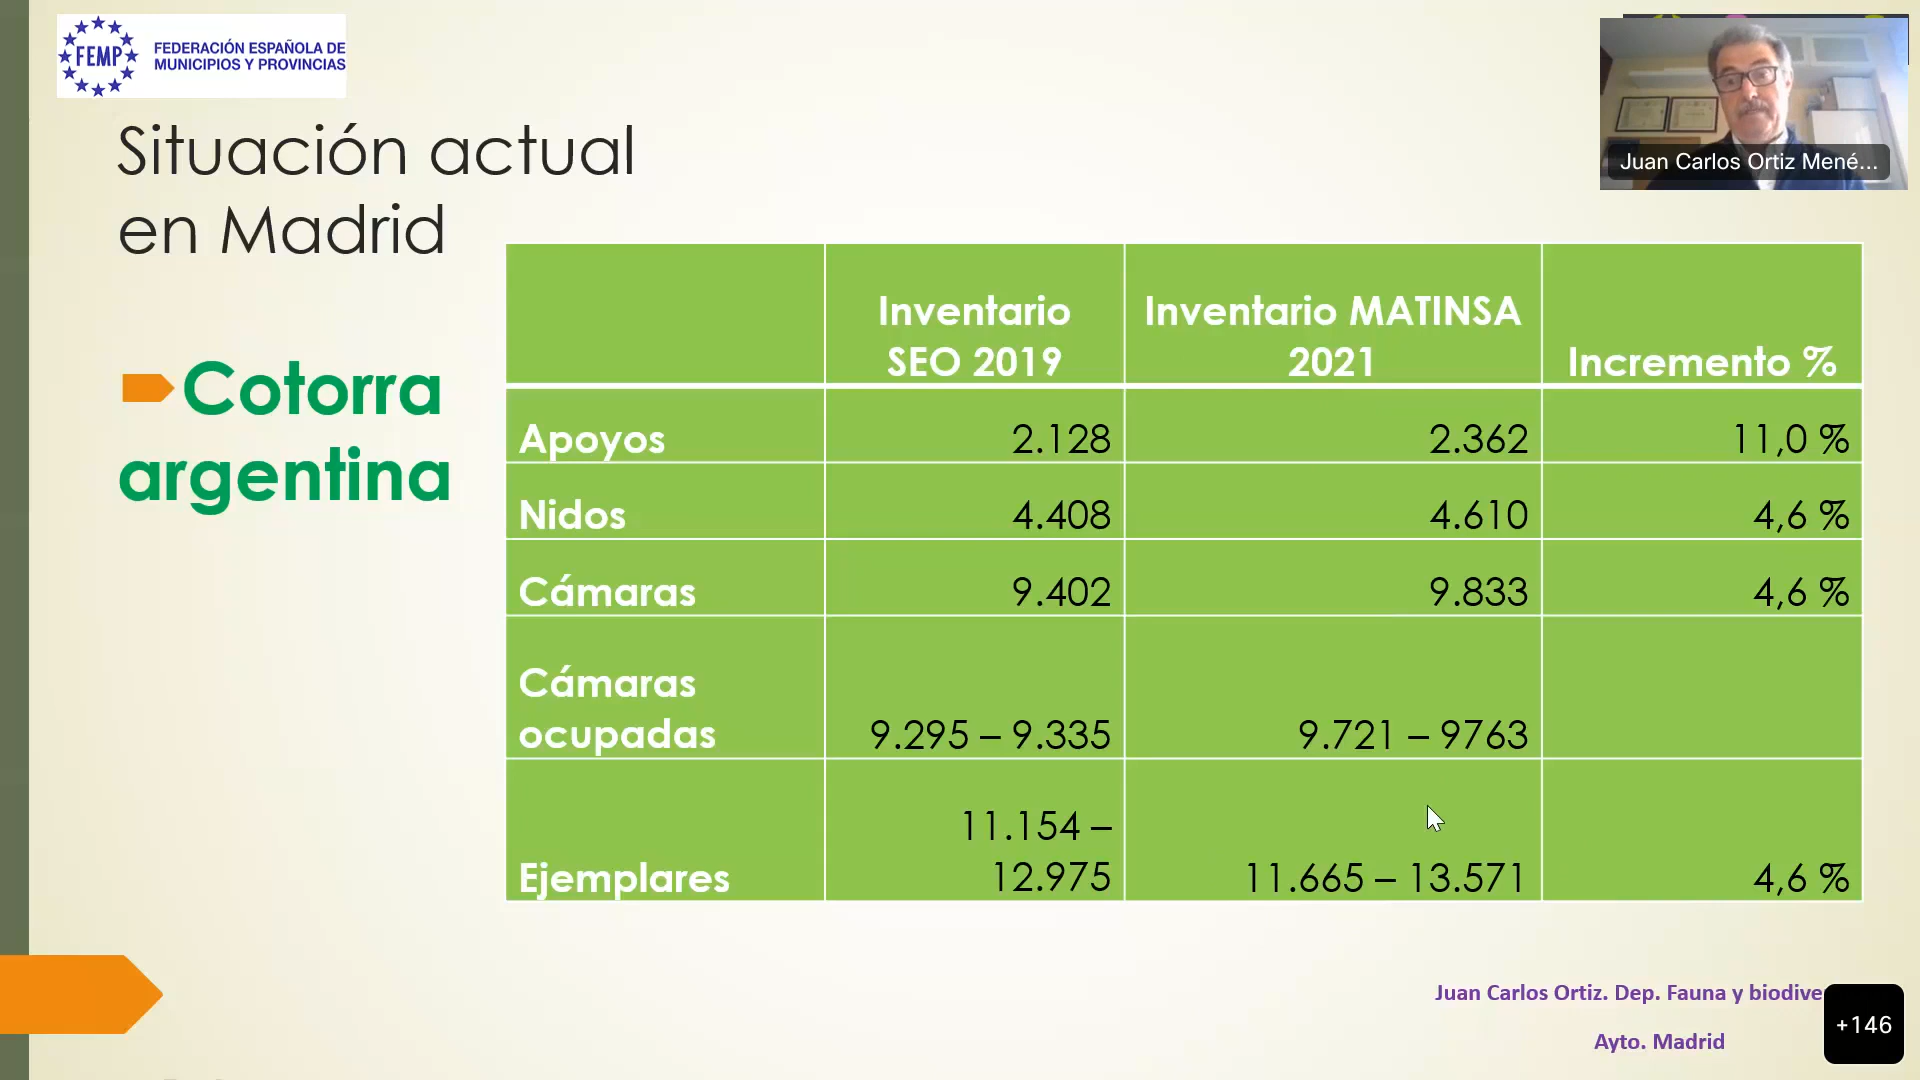 FEMP
FEDERACIÓN ESPAÑOLA DE
MUNICIPIOS Y PROVINCIAS
Juan Carlos Ortiz Mené...
Situación actual
en Madrid
Cotorra
argentina
Inventario
SEO 2019
Inventario MATINSA
2021
Incremento %
Apoyos 2.128 2.362 11,0 %
Nidos 4.408 4.610 4,6 %
Cámaras 9.402 9.833 4,6 %
Cámaras
ocupadas 9.295 – 9.335 9.721 – 9763
11.154 –
Ejemplares 12.975 11.665 – 13.571 4,6 %
Juan Carlos Ortiz. Dep. Fauna y biodive
Ayto. Madrid
+146